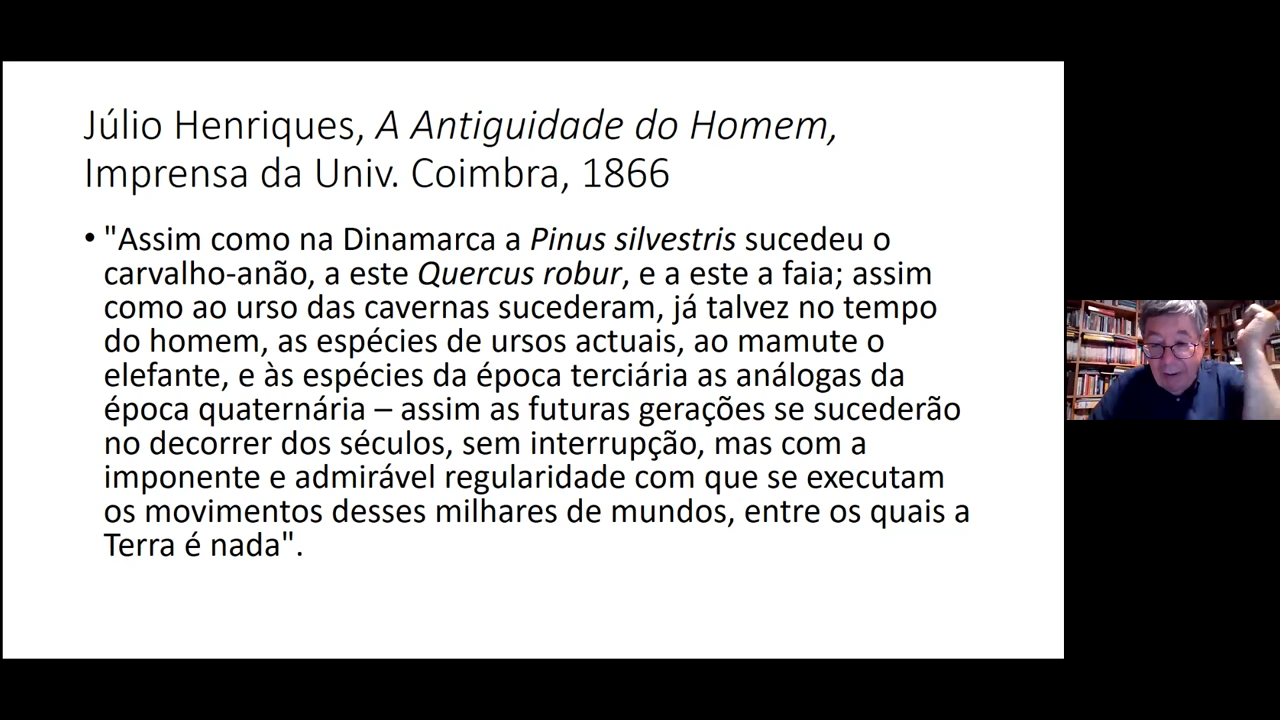 Júlio Henriques, A Antiguidade do Homem,
Imprensa da Univ. Coimbra, 1866
• "Assim como na Dinamarca a Pinus silvestris sucedeu o
carvalho-anão, a este Quercus robur, e a este a faia; assim
como ao urso das cavernas sucederam, já talvez no tempo
do homem, as espécies de ursos actuais, ao mamute o
elefante, e às espécies da época terciária as análogas da
época quaternária – assim as futuras gerações se sucederão
no decorrer dos séculos, sem interrupção, mas com a
imponente e admirável regularidade com que se executam
os movimentos desses milhares de mundos, entre os quais a
Terra é nada".